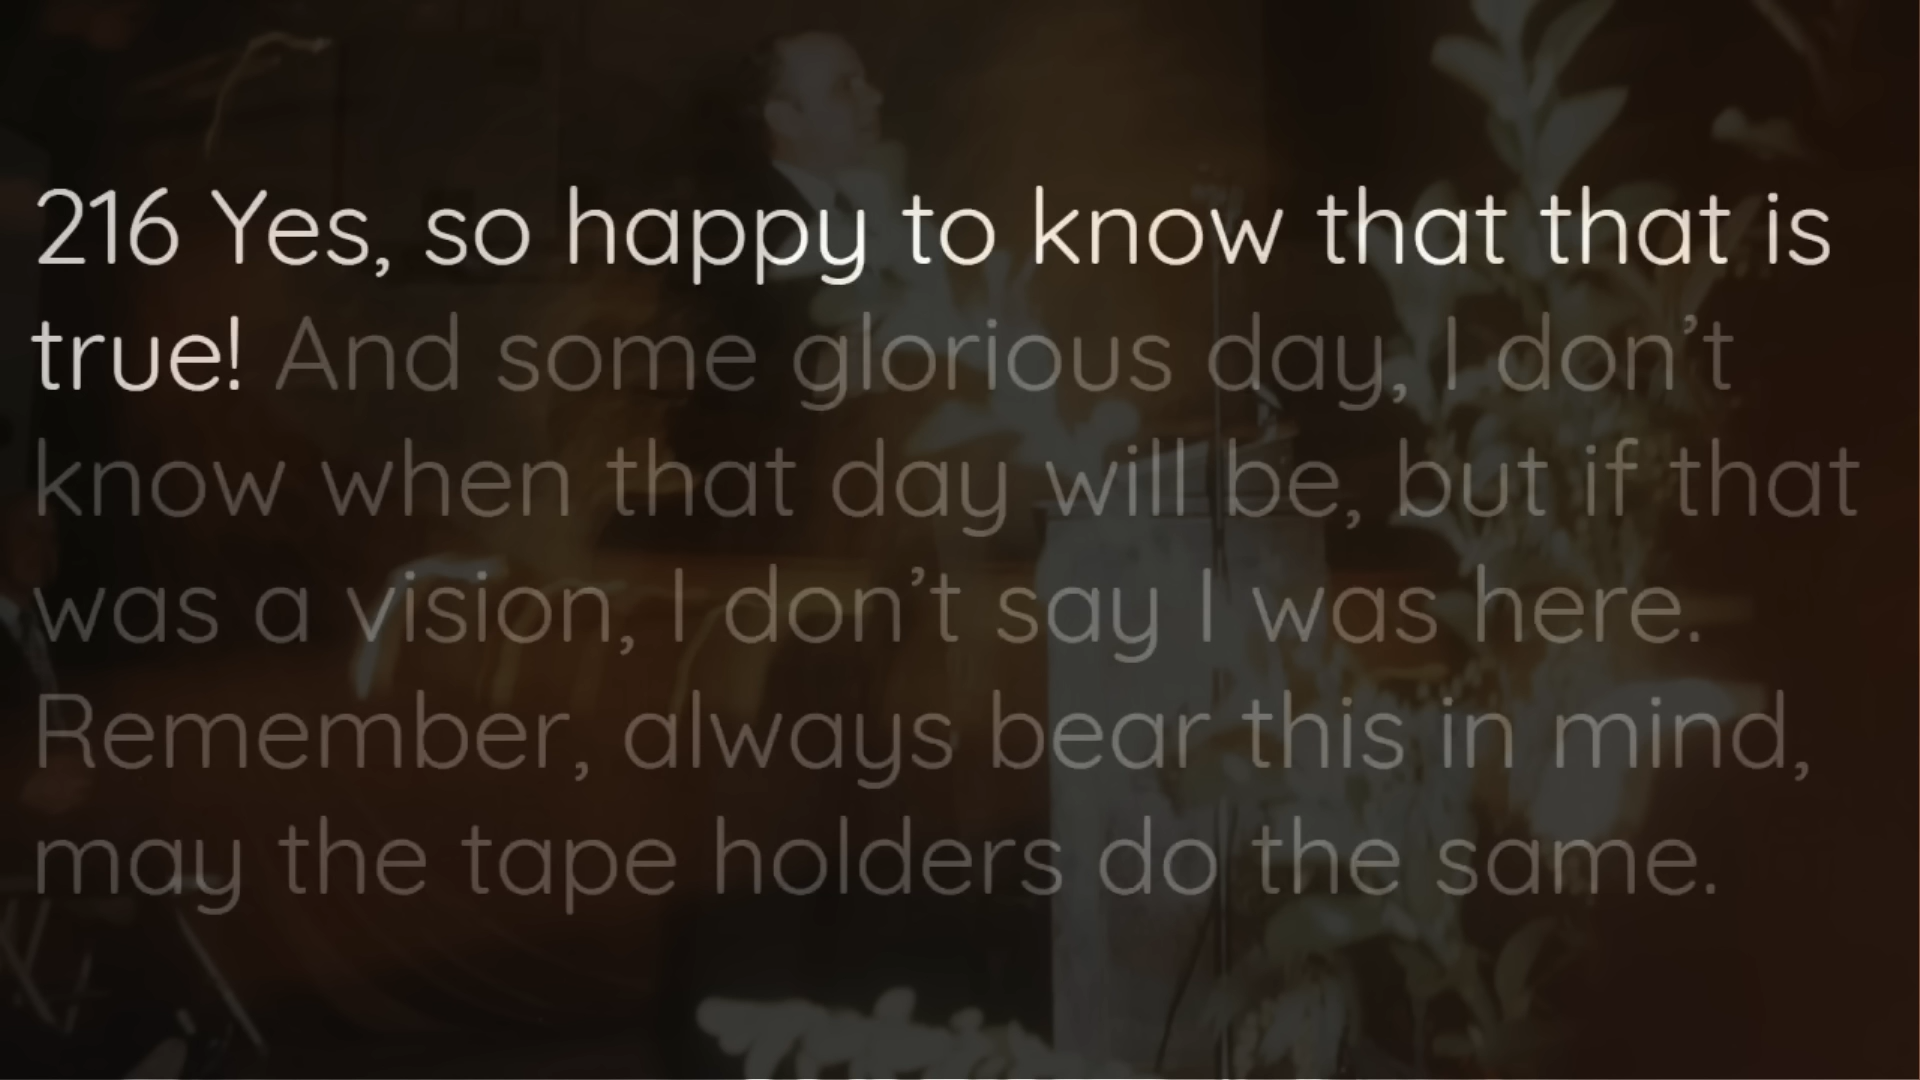 216 Yes, so happy to know that that is
true! And some glorious day, I don’t
know when that day will be, but if that
was a vision, I don’t say I was here.
Remember, always bear this in mind,
may the tape holders do the same.